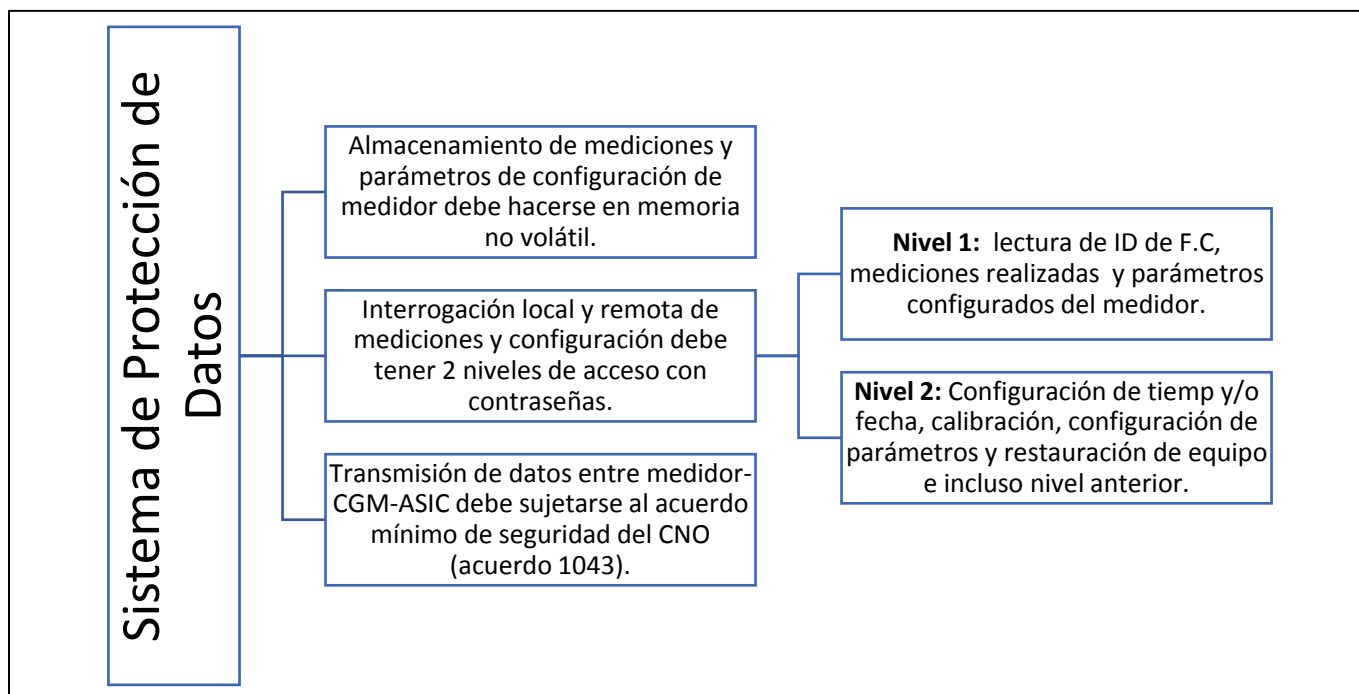 Sistema de Protección de
Datos
Almacenamiento de mediciones y
parámetros de configuración de
medidor debe hacerse en memoria
no volátil.
Interrogación local y remota de
mediciones y configuración debe
tener 2 niveles de acceso con
contraseñas.
Transmisión de datos entre medidor-
CGM-ASIC debe sujetarse al acuerdo
mínimo de seguridad del CNO
(acuerdo 1043).
Nivel 1: lectura de ID de F.C,
mediciones realizadas y parámetros
configurados del medidor.
Nivel 2: Configuración de tiemp y/o
fecha, calibración, configuración de
parámetros y restauración de equipo
e incluso nivel anterior.